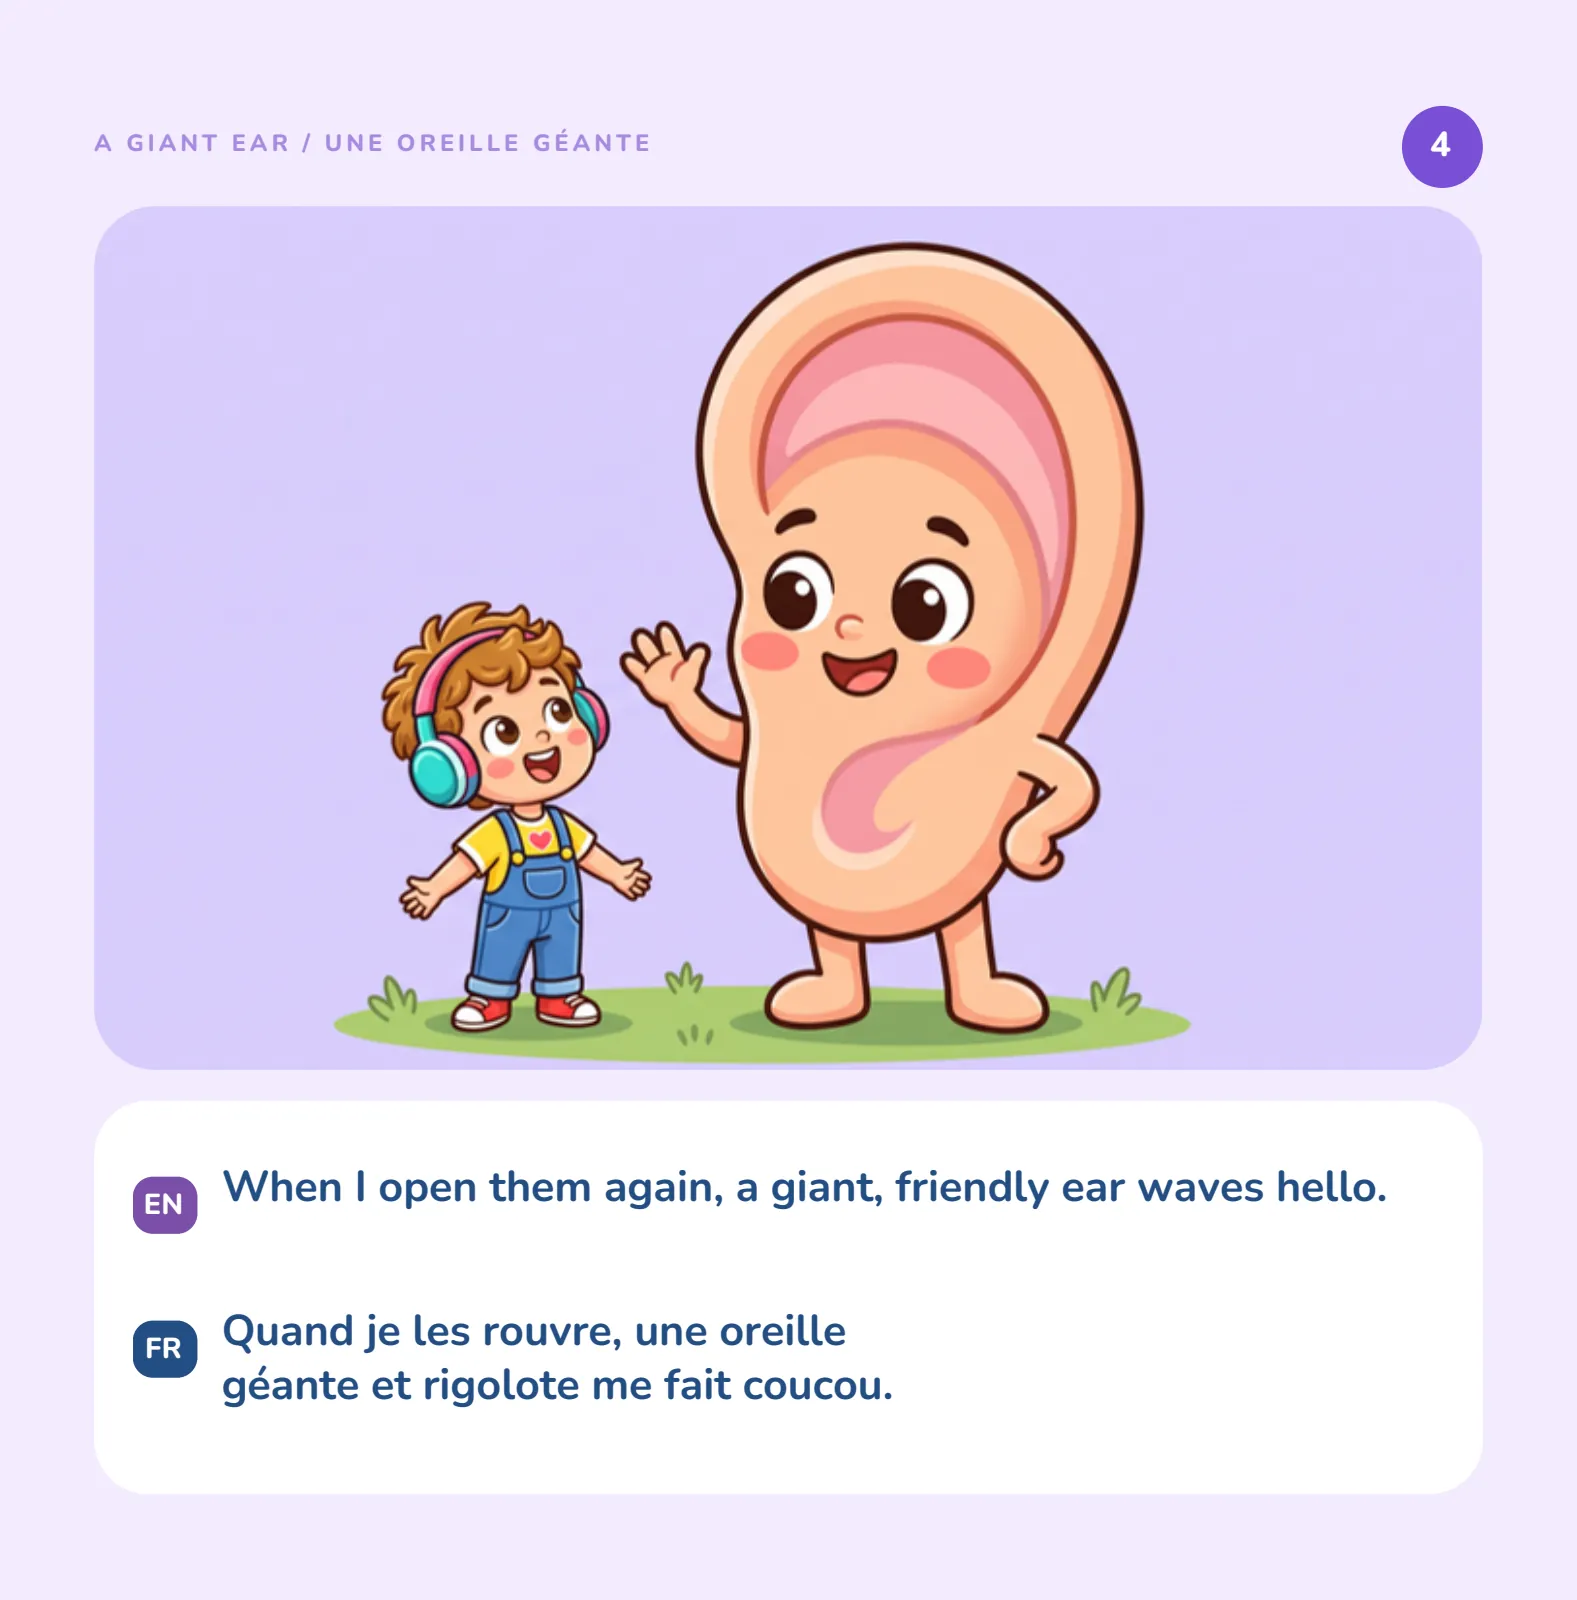 A GIANT EAR / UNE OREILLE GÉANTE
4
EN
When I open them again, a giant, friendly ear waves hello.
FR
Quand je les rouvre, une oreille
géante et rigolote me fait coucou.